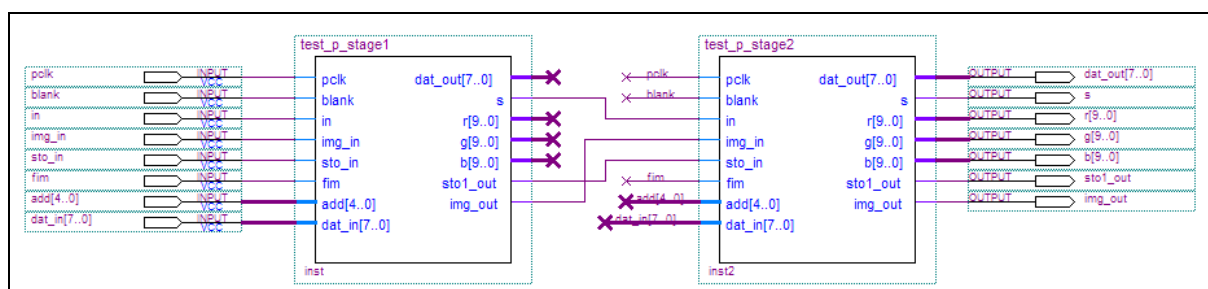 test_p_stage1
test_p_stage2
pclk INPUT VCC pclk dat_out[7..0] pclk pclk dat_out[7..0] OUTPUT dat_out[7..0]
blank INPUT VCC blank s blank blank s OUTPUT s
in INPUT VCC in r[9..0] in r[9..0] OUTPUT r[9..0]
img_in INPUT VCC img_in g[9..0] img_in g[9..0] OUTPUT g[9..0]
sto_in INPUT VCC sto_in b[9..0] sto_in b[9..0] OUTPUT b[9..0]
fim INPUT VCC fim sto1_out fim fim sto1_out OUTPUT sto1_out
add[4..0] INPUT VCC add[4..0] img_out add[4..0] add[4..0] img_out OUTPUT img_out
dat_in[7..0] INPUT VCC dat_in[7..0] dat_in[7..0] dat_in[7..0]
inst
inst2